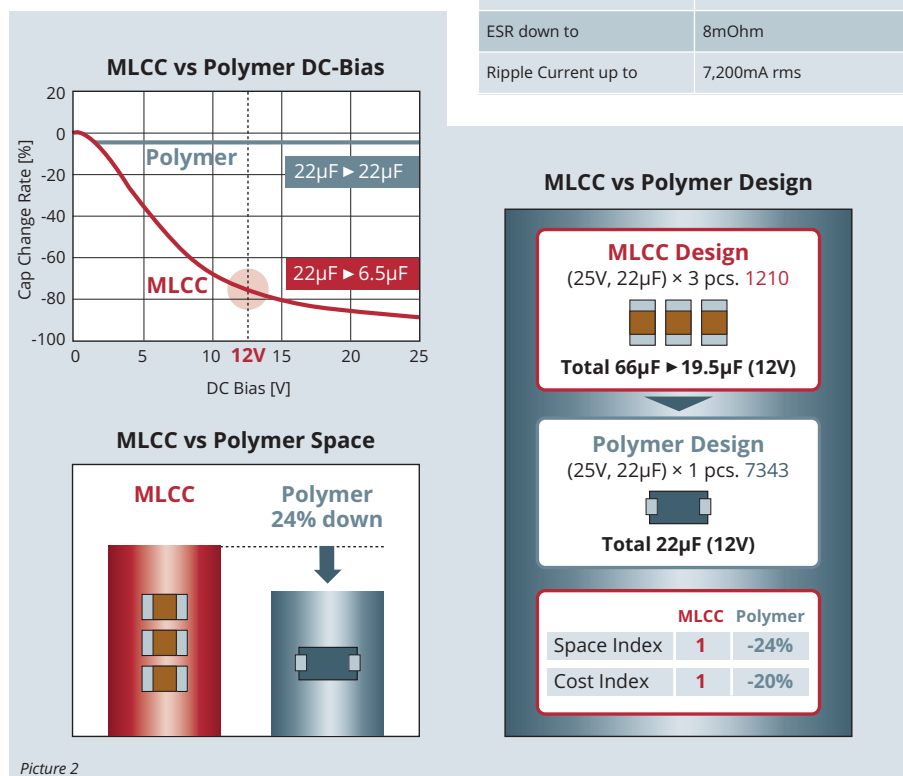 ESR down to 8mOhm
Ripple Current up to 7,200mA rms
MLCC vs Polymer DC-Bias
Cap Change Rate [%]
20
0
-20
-40
-60
-80
-100
Polymer
22µF ► 22µF
MLCC
22µF ► 6.5µF
0 5 10 12V 15 20 25
DC Bias [V]
MLCC vs Polymer Space
MLCC
Polymer
24% down
Picture 2
MLCC vs Polymer Design
MLCC Design
(25V, 22µF) × 3 pcs. 1210
Total 66µF ► 19.5µF (12V)
Polymer Design
(25V, 22µF) × 1 pcs. 7343
Total 22µF (12V)
MLCC Polymer
Space Index 1 -24%
Cost Index 1 -20%